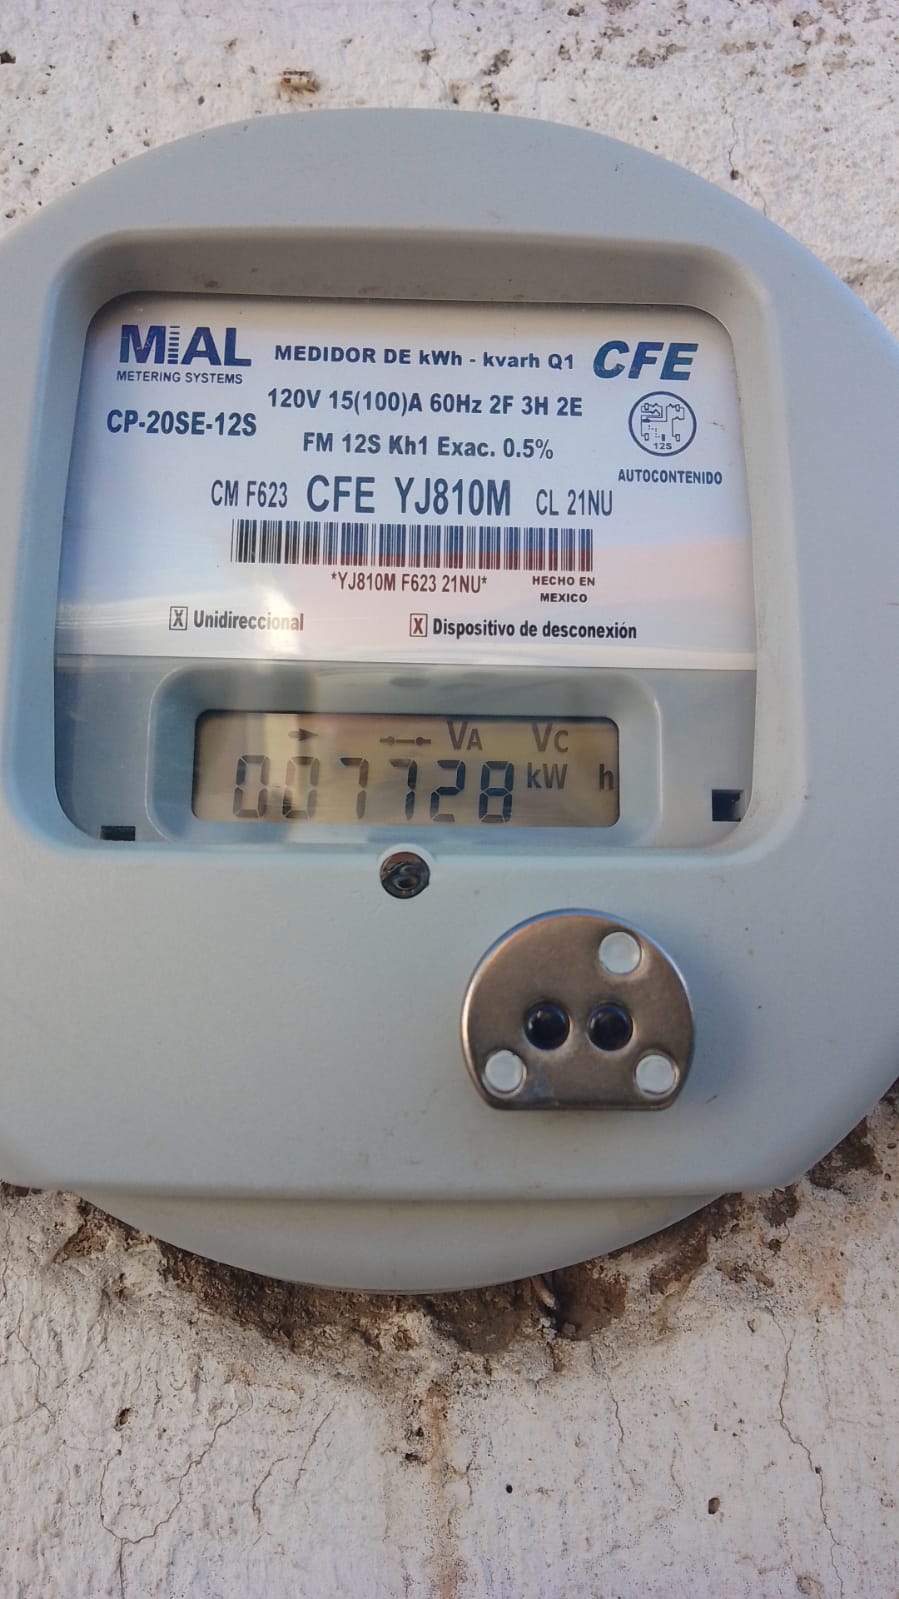 MIAL
METERING SYSTEMS
MEDIDOR DE kWh - kvarh Q1
CFE
120V 15(100)A 60Hz 2F 3H 2E
CP-20SE-12S
FM 12S Kh1 Exac. 0.5%
12S
AUTOCONTENIDO
CM F623 CFE YJ810M CL 21NU
*YJ810M F623 21NU*
HECHO EN
MEXICO
X Unidireccional
X Dispositivo de desconexión
VA VC
007728 kW h